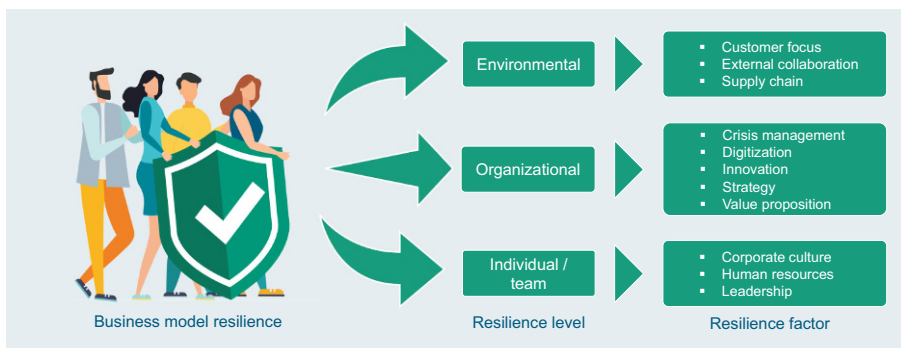 Environmental
▪ Customer focus
▪ External collaboration
▪ Supply chain
Organizational
▪ Crisis management
▪ Digitization
▪ Innovation
▪ Strategy
▪ Value proposition
Individual /
team
▪ Corporate culture
▪ Human resources
▪ Leadership
Business model resilience
Resilience level
Resilience factor